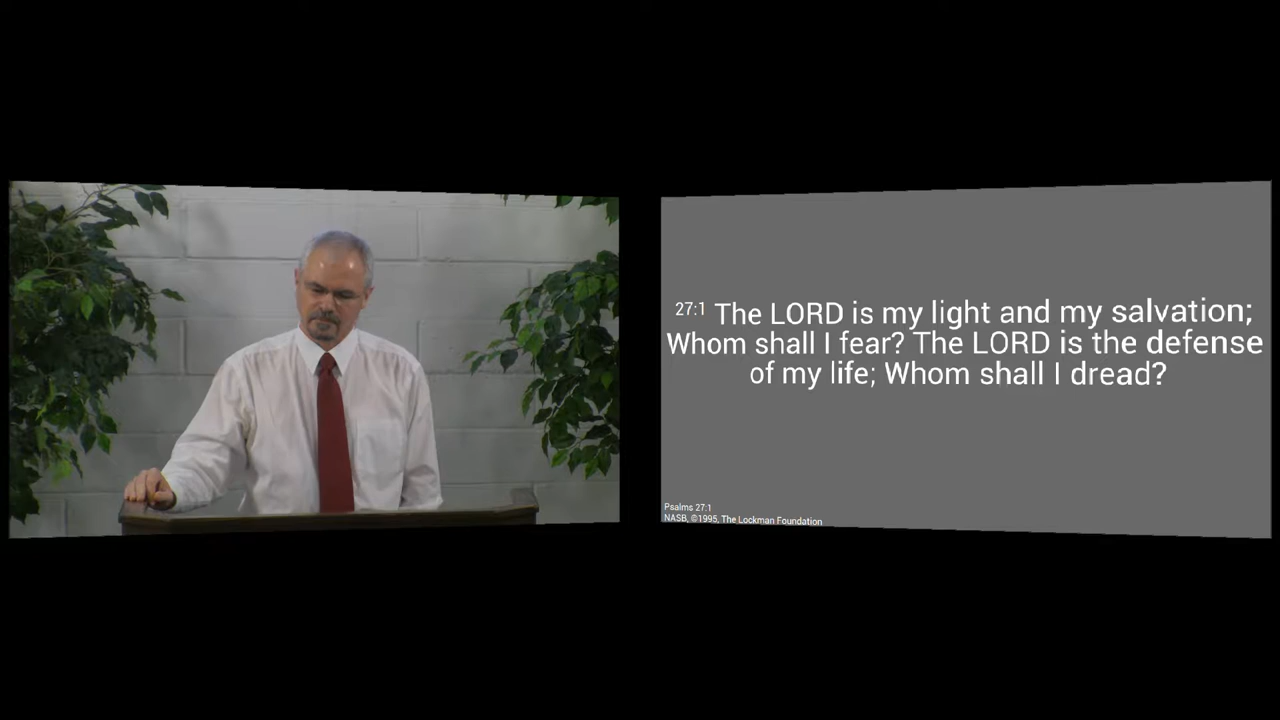 27:1 The LORD is my light and my salvation;
Whom shall I fear? The LORD is the defense
of my life; Whom shall I dread?
Psalms 27:1
NASB, ©1995, The Lockman Foundation